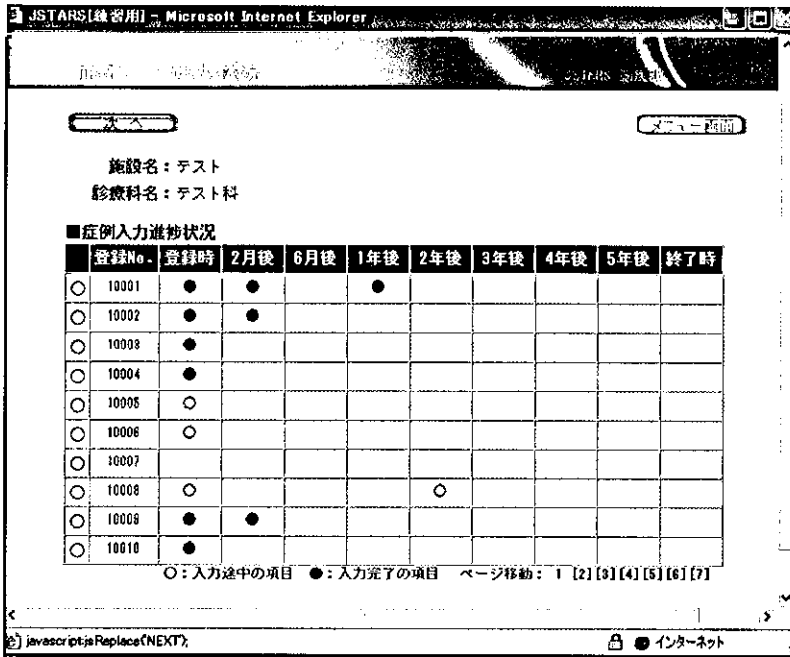 JSTARS[練習用] - Microsoft Internet Explorer
次へ
メニュー画面
施設名：テスト
診療科名：テスト科
■症例入力進捗状況
登録No. 登録時 2月後 6月後 1年後 2年後 3年後 4年後 5年後 終了時
○ 10001 ● ● ●
○ 10002 ● ●
○ 10003 ●
○ 10004 ●
○ 10005 ○
○ 10006 ○
○ 10007
○ 10008 ○ ○
○ 10009 ● ●
○ 10010 ●
○：入力途中の項目 ●：入力完了の項目 ページ移動： 1 [2][3][4][5][6][7]
javascript:jsReplace('NEXT');
インターネット